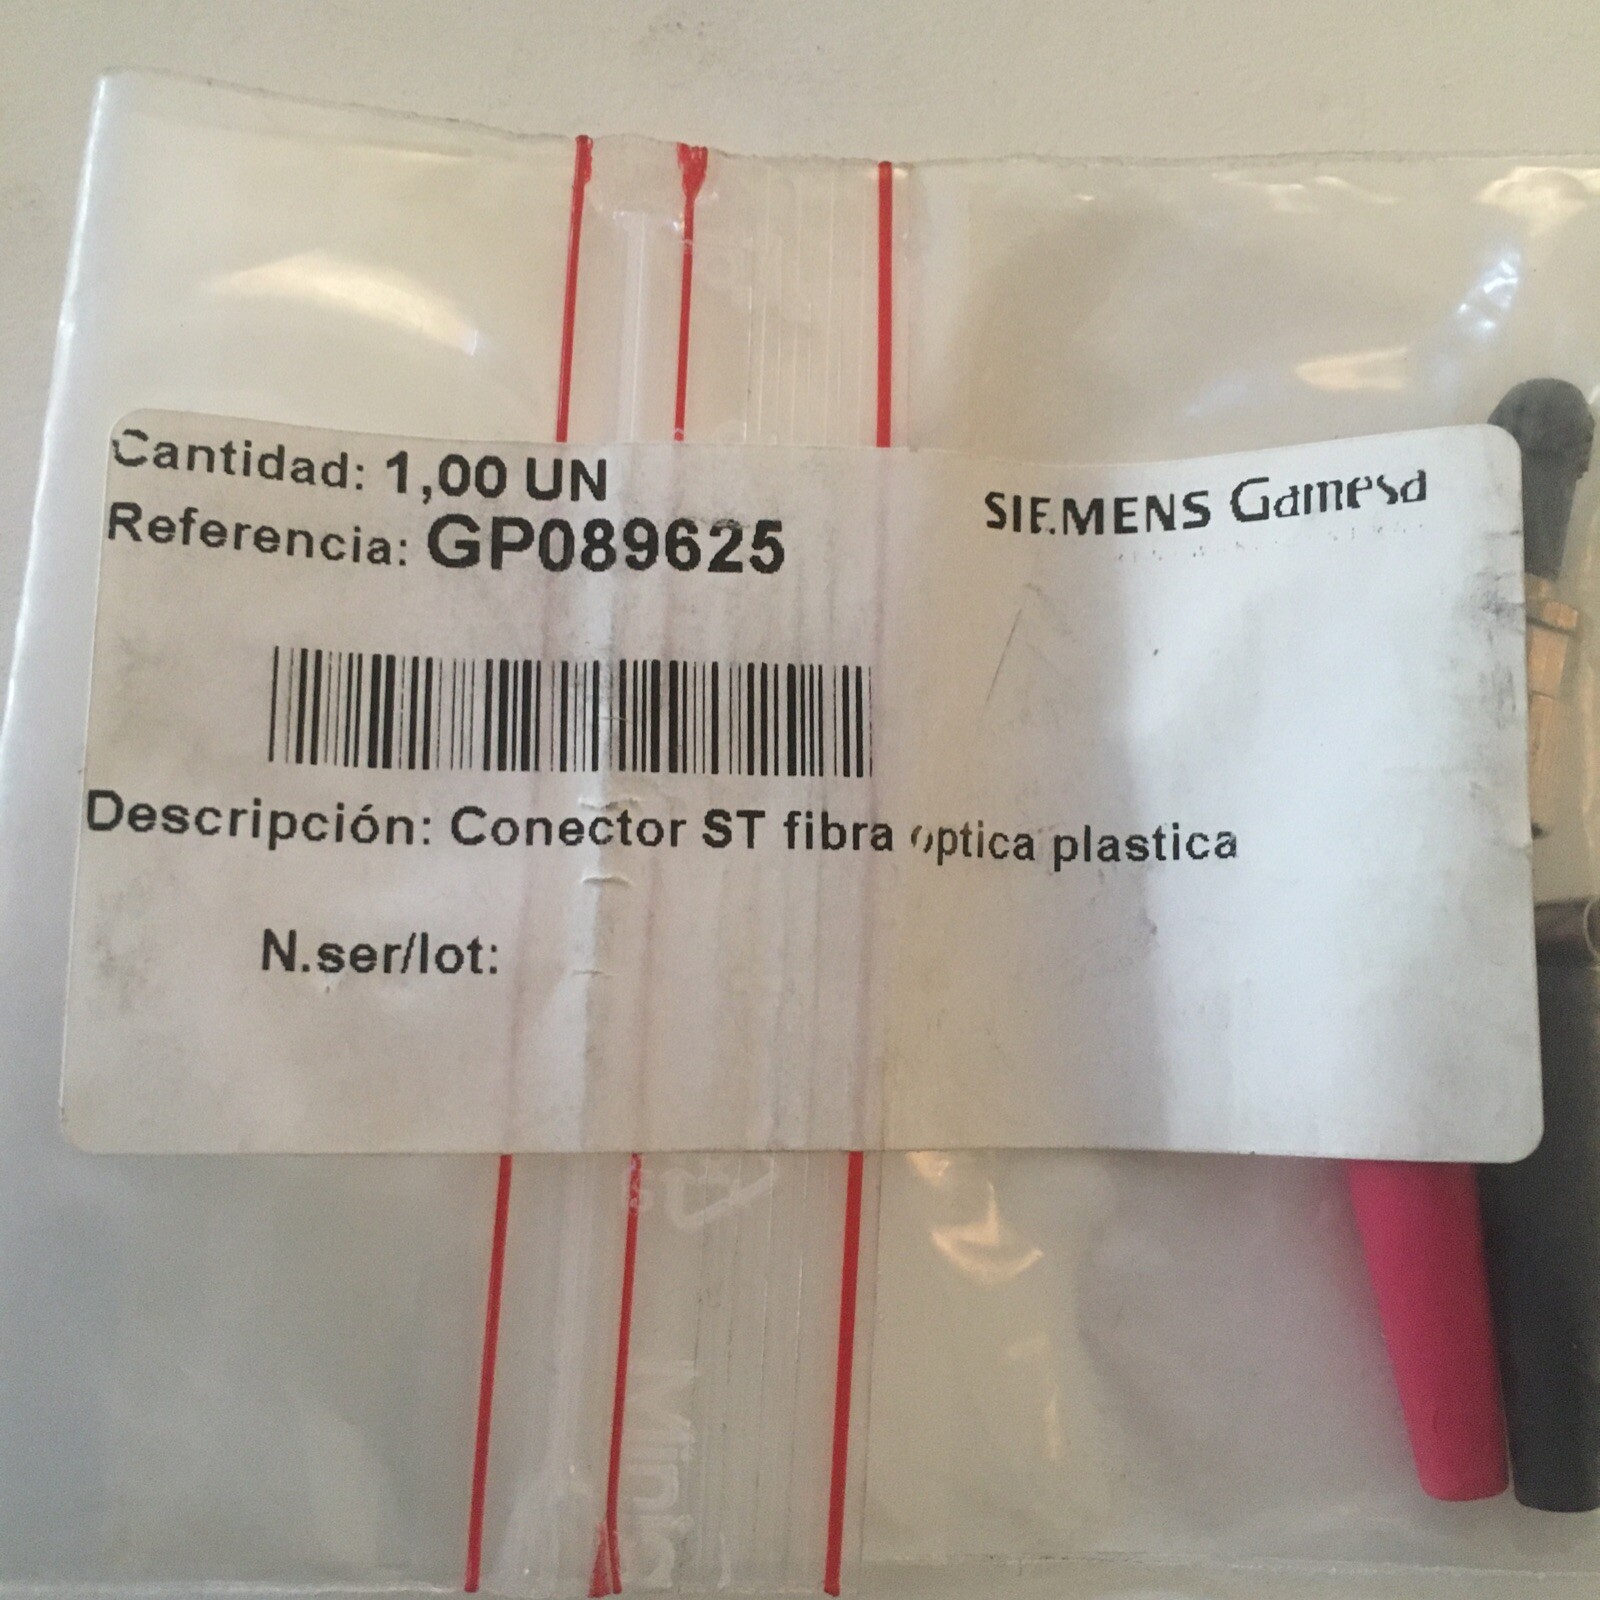 Cantidad: 1,00 UN
Referencia: GP089625
SIEMENS Gamesa
Descripción: Conector ST fibra optica plastica
N.ser/lot: